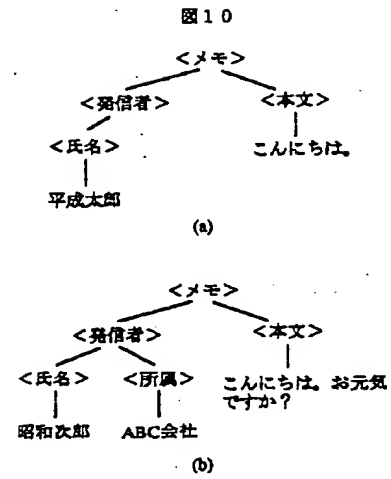 図10
<メモ>
<発信者> <本文>
<氏名> こんにちは。
平成太郎
(a)
<メモ>
<発信者> <本文>
<氏名> <所属> こんにちは。お元気
ですか?
昭和次郎 ABC会社
(b)